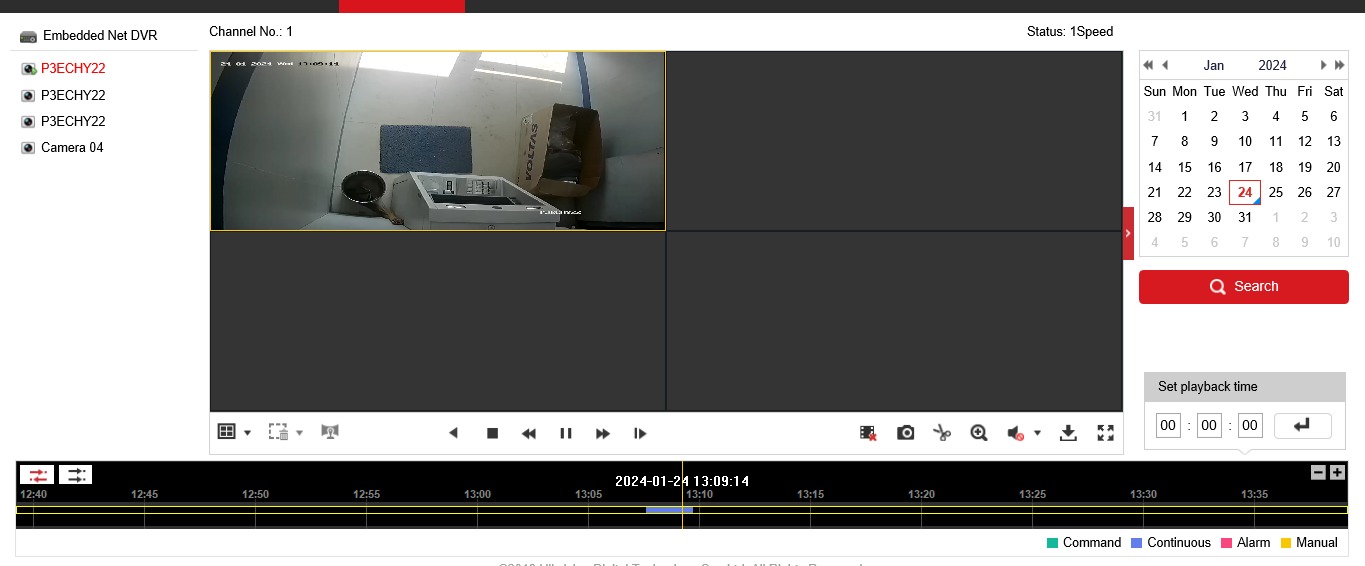 Embedded Net DVR
P3ECHY22
P3ECHY22
P3ECHY22
Camera 04
Channel No.: 1
Status: 1Speed
24-01-2024 Wed 13:09:14
VOLTAS
P3ECHY22
Jan 2024
Sun Mon Tue Wed Thu Fri Sat
31 1 2 3 4 5 6
7 8 9 10 11 12 13
14 15 16 17 18 19 20
21 22 23 24 25 26 27
28 29 30 31 1 2 3
4 5 6 7 8 9 10
Search
Set playback time
00 : 00 : 00
2024-01-24 13:09:14
12:40 12:45 12:50 12:55 13:00 13:05 13:10 13:15 13:20 13:25 13:30 13:35
Command Continuous Alarm Manual